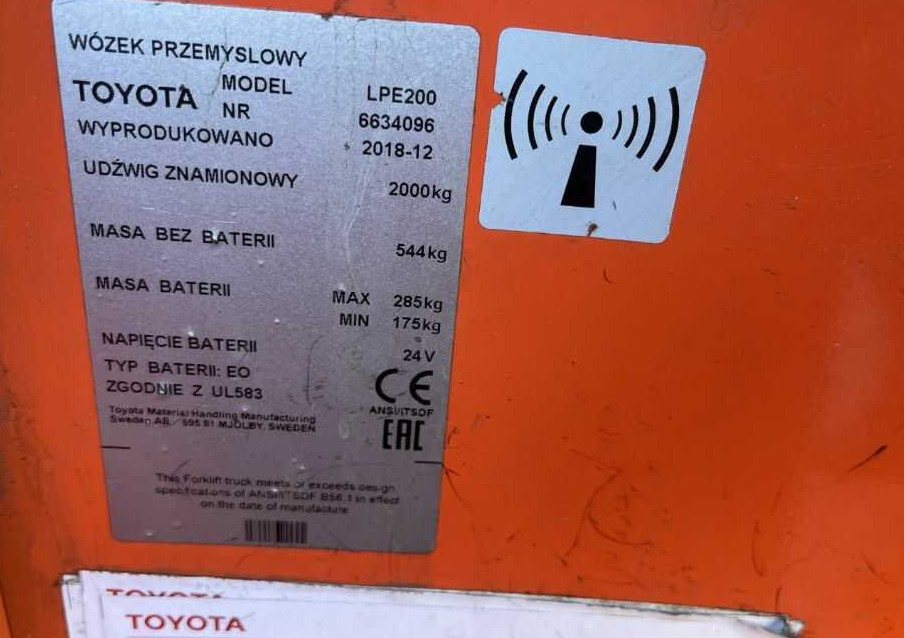 WÓZEK PRZEMYSLOWY
TOYOTA MODEL LPE200
NR 6634096
WYPRODUKOWANO 2018-12
UDŹWIG ZNAMIONOWY 2000kg
MASA BEZ BATERII 544kg
MASA BATERII MAX 285kg
MIN 175kg
NAPIĘCIE BATERII 24V
TYP BATERII: EO
ZGODNIE Z UL583
CE
ANSI/ITSDF
EAC
Toyota Material Handling Manufacturing
Sweden AB / 595 81 MJÖLBY, SWEDEN
This Forklift truck meets or exceeds design
specifications of ANSI/ITSDF B56.1 in effect
on the date of manufacture
TOYOTA
TOYOTA